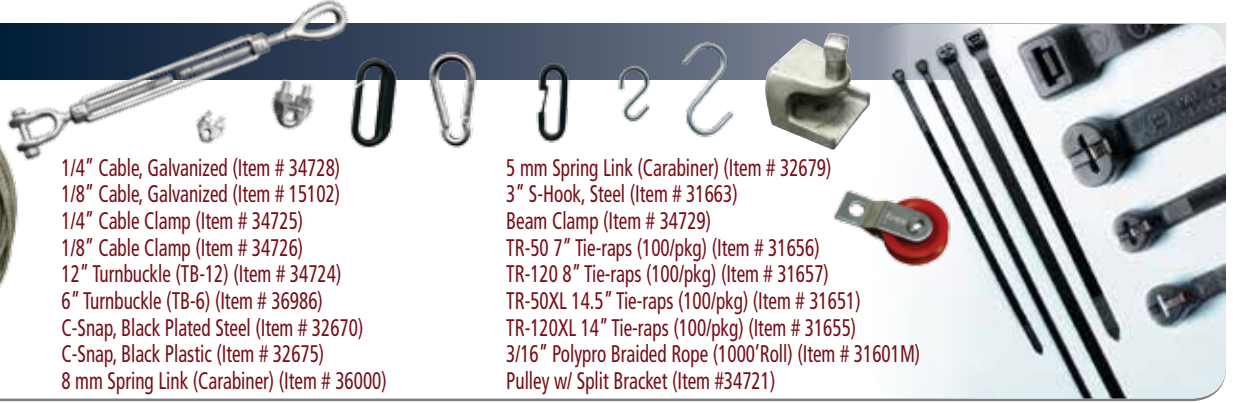 1/4” Cable, Galvanized (Item # 34728)
1/8” Cable, Galvanized (Item # 15102)
1/4” Cable Clamp (Item # 34725)
1/8” Cable Clamp (Item # 34726)
12” Turnbuckle (TB-12) (Item # 34724)
6” Turnbuckle (TB-6) (Item # 36986)
C-Snap, Black Plated Steel (Item # 32670)
C-Snap, Black Plastic (Item # 32675)
8 mm Spring Link (Carabiner) (Item # 36000)
5 mm Spring Link (Carabiner) (Item # 32679)
3” S-Hook, Steel (Item # 31663)
Beam Clamp (Item # 34729)
TR-50 7” Tie-raps (100/pkg) (Item # 31656)
TR-120 8” Tie-raps (100/pkg) (Item # 31657)
TR-50XL 14.5” Tie-raps (100/pkg) (Item # 31651)
TR-120XL 14” Tie-raps (100/pkg) (Item # 31655)
3/16” Polypro Braided Rope (1000’Roll) (Item # 31601M)
Pulley w/ Split Bracket (Item #34721)